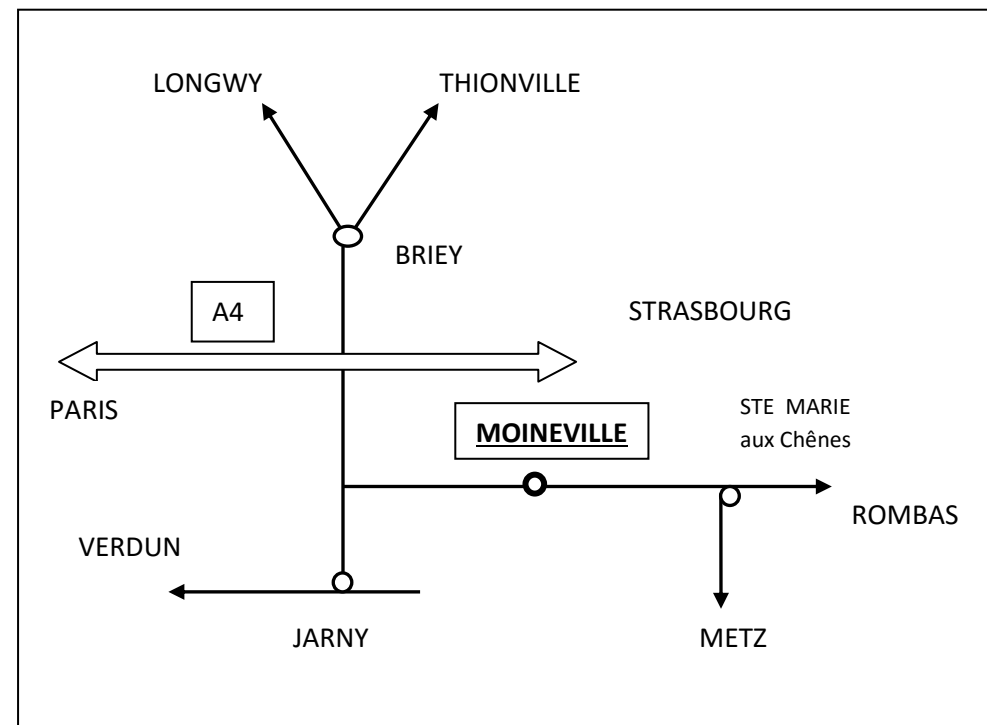 LONGWY
THIONVILLE
BRIEY
A4
STRASBOURG
PARIS
MOINEVILLE
STE MARIE
aux Chênes
ROMBAS
VERDUN
JARNY
METZ